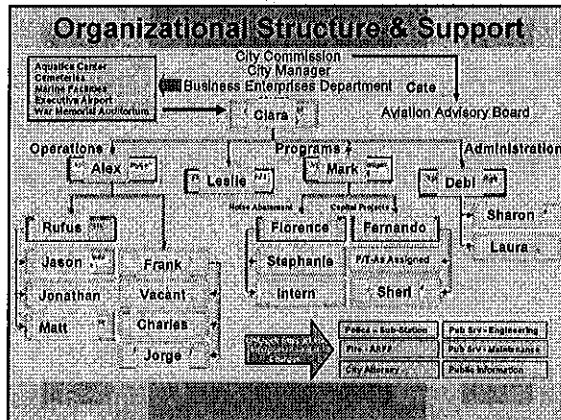 Organizational Structure & Support
City Commission
City Manager
Business Enterprises Department
Cate
Aquatics Center
Cemeteries
Marine Facilities
Executive Airport
War Memorial Auditorium
Clara
Aviation Advisory Board
Operations
Programs
Administration
Alex
Leslie
Mark
Debi
Noise Abatement
Capital Projects
Rufus
Florence
Fernando
Sharon
Jason
Frank
Stephanie
P/T-As Assigned
Laura
Jonathan
Vacant
Intern
Sheri
Matt
Charles
Jorge
Police - Sub-Station
Pub Srv - Engineering
Fire - ARFF
Pub Srv - Maintenance
City Attorney
Public Information